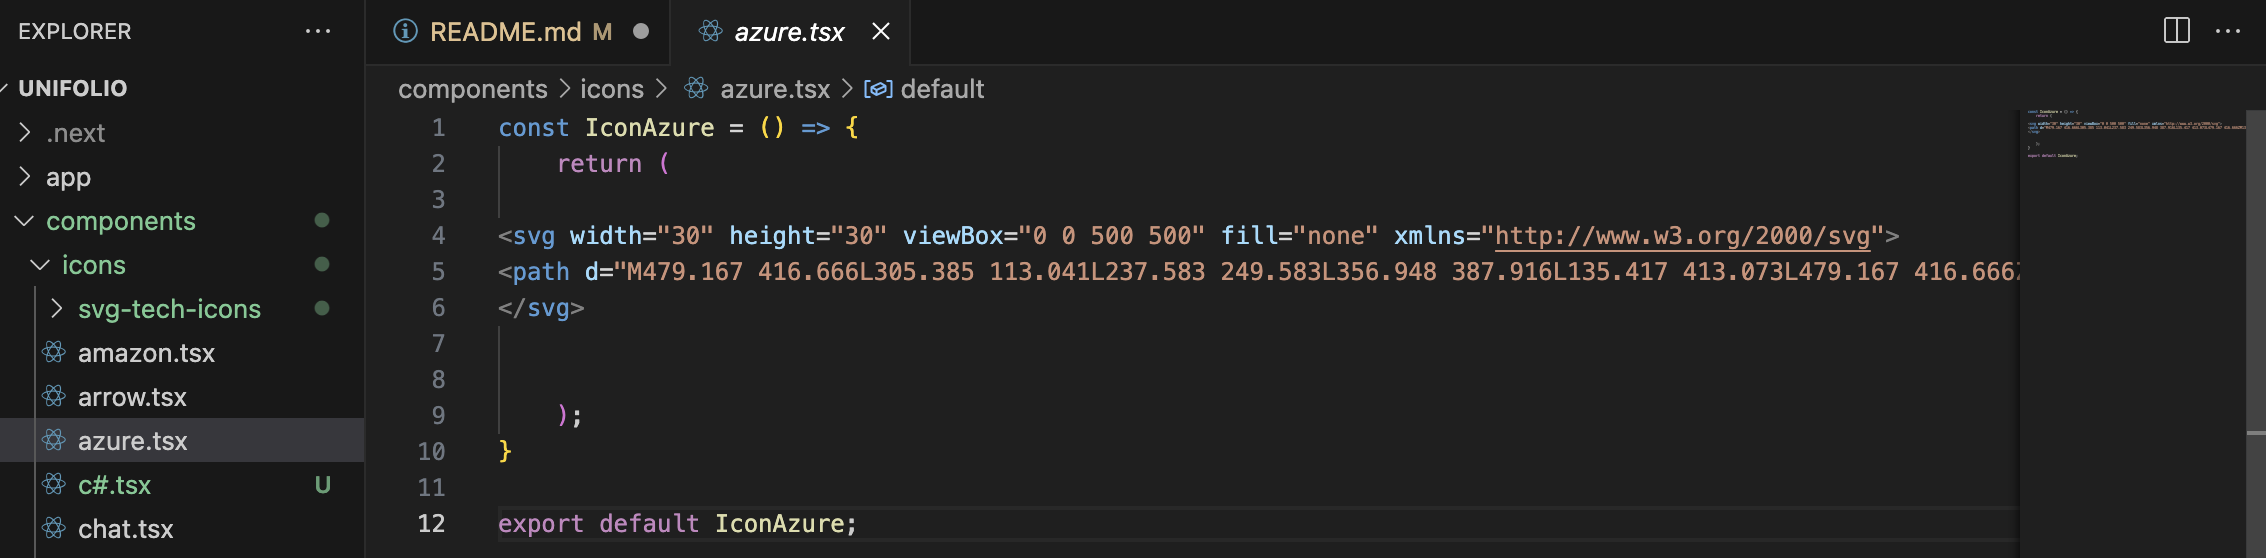 EXPLORER ...
UNIFOLIO
.next
app
components
icons
svg-tech-icons
amazon.tsx
arrow.tsx
azure.tsx
c#.tsx U
chat.tsx
README.md M
azure.tsx
components > icons > azure.tsx > default
1 const IconAzure = () => {
2 return (
3
4 <svg width="30" height="30" viewBox="0 0 500 500" fill="none" xmlns="http://www.w3.org/2000/svg">
5 <path d="M479.167 416.666L305.385 113.041L237.583 249.583L356.948 387.916L135.417 413.073L479.167 416.666Z
6 </svg>
7
8
9 );
10 }
11
12 export default IconAzure;